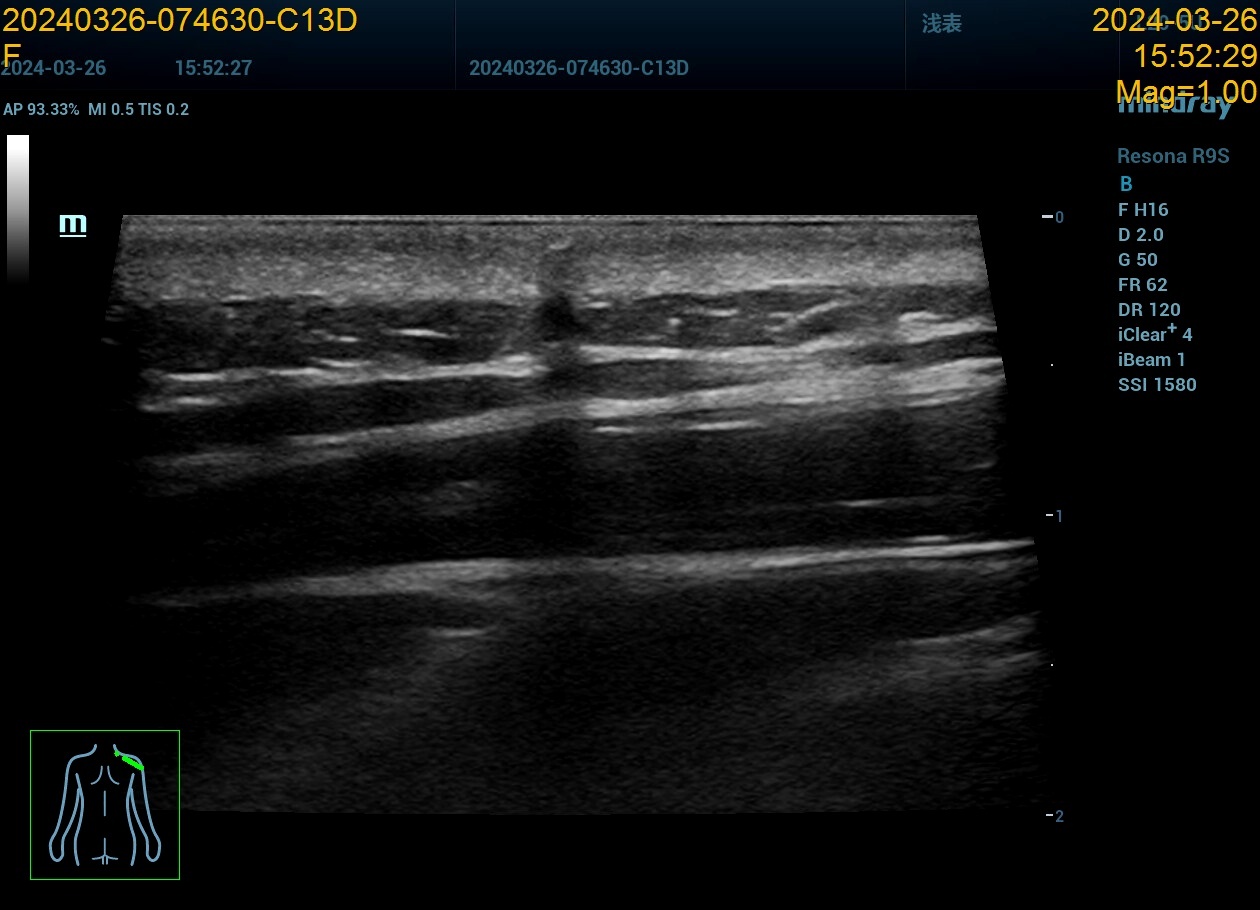 20240326-074630-C13D
F
2024-03-26 15:52:27 20240326-074630-C13D 浅表
2024-03-26
15:52:29
Mag=1.00
AP 93.33% MI 0.5 TIS 0.2
mindray
Resona R9S
B
F H16
D 2.0
G 50
FR 62
DR 120
iClear+ 4
iBeam 1
SSI 1580
m
0
1
2